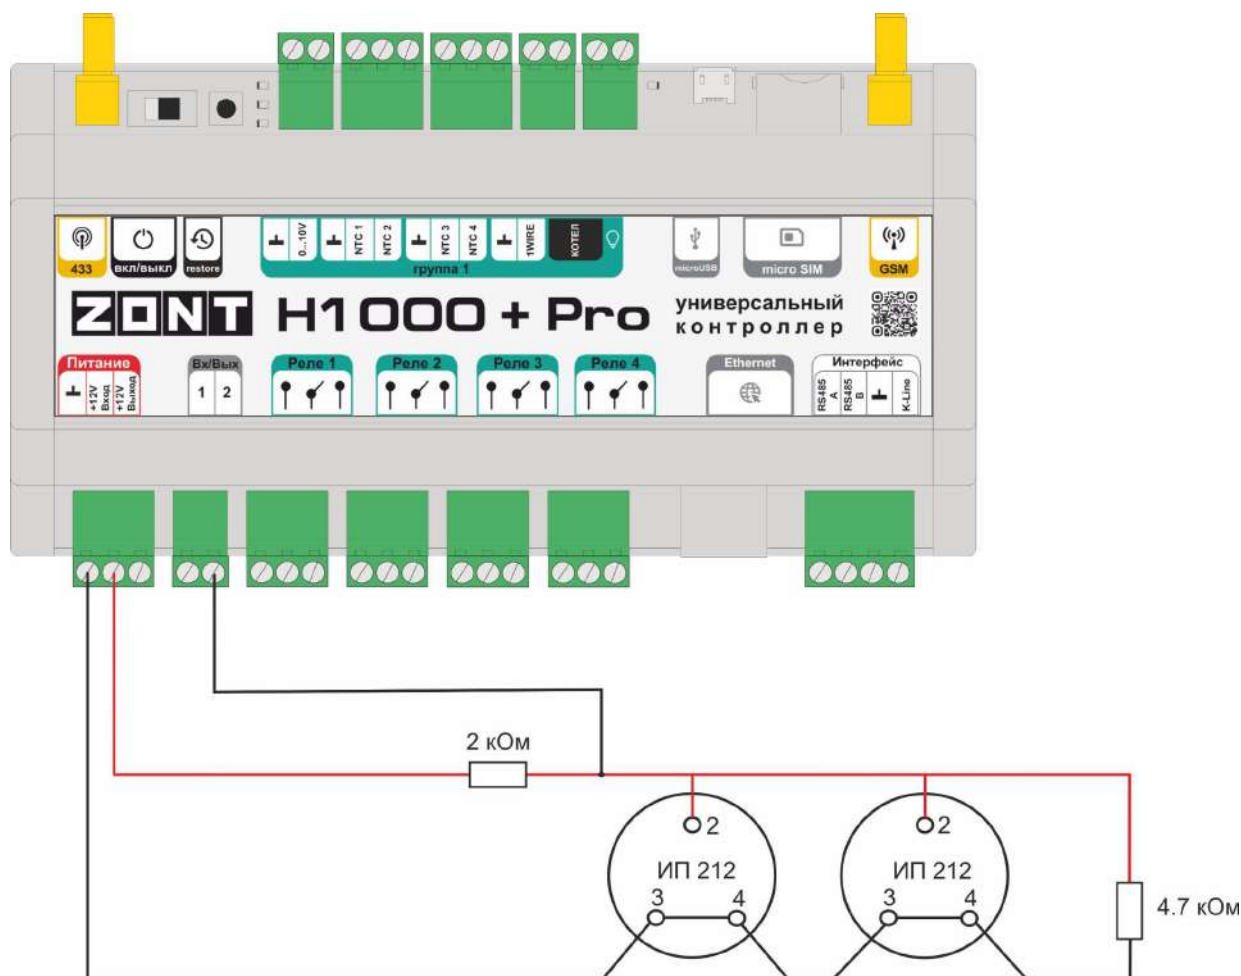 0...10V
NTC 1
NTC 2
NTC 3
NTC 4
1WIRE
КОТЕЛ
433
вкл/выкл
restore
группа 1
microUSB
micro SIM
GSM
ZONT H1000+Pro
универсальный
контроллер
Питание
Вх/Вых
Реле 1
Реле 2
Реле 3
Реле 4
Ethernet
Интерфейс
+12V
Вход
+12V
Выход
1 2
RS485
A
RS485
B
K-Line
2 кОм
2
2
ИП 212
ИП 212
3 4
3 4
4.7 кОм